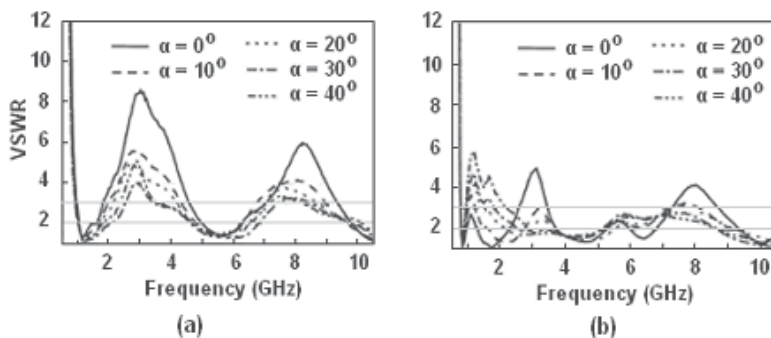 12
10
8
6
4
2
VSWR
α = 0°
α = 10°
α = 20°
α = 30°
α = 40°
2 4 6 8 10
Frequency (GHz)
(a)
12
10
8
6
4
3
2
α = 0°
α = 10°
α = 20°
α = 30°
α = 40°
2 4 6 8 10
Frequency (GHz)
(b)